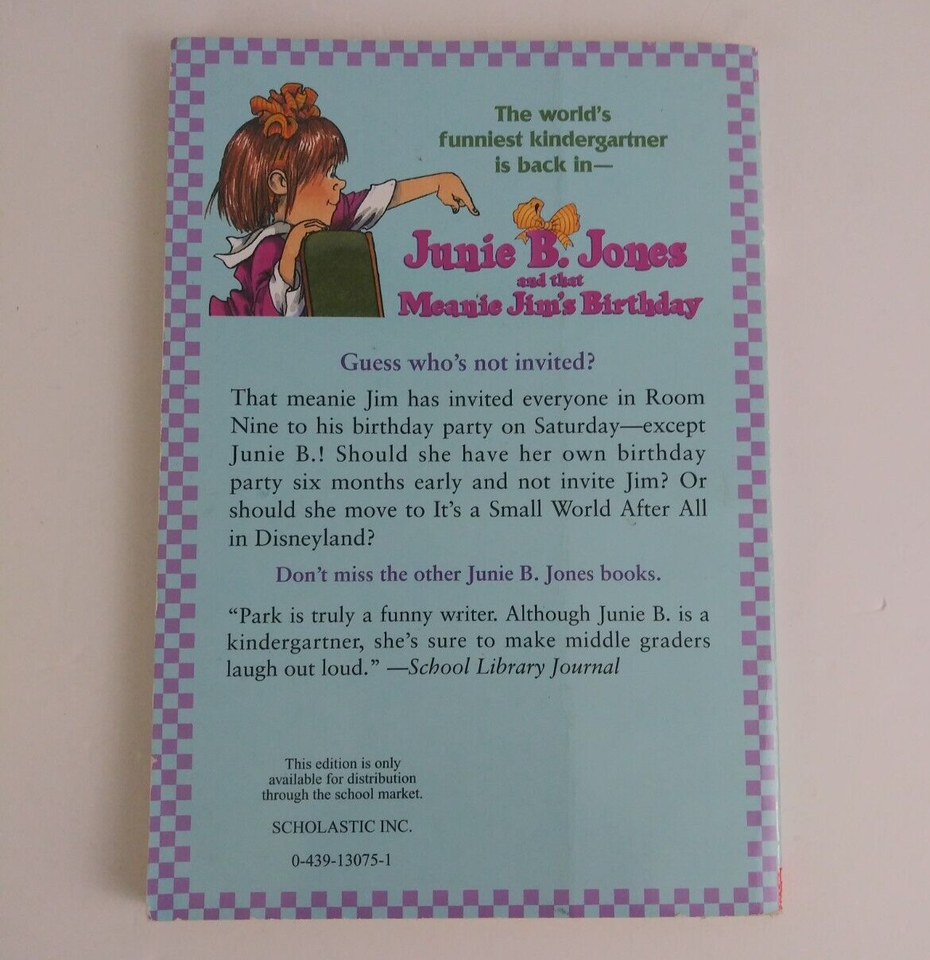 The world's
funniest kindergartner
is back in—
Junie B. Jones
and that
Meanie Jim's Birthday
Guess who's not invited?
That meanie Jim has invited everyone in Room
Nine to his birthday party on Saturday—except
Junie B.! Should she have her own birthday
party six months early and not invite Jim? Or
should she move to It's a Small World After All
in Disneyland?
Don't miss the other Junie B. Jones books.
“Park is truly a funny writer. Although Junie B. is a
kindergartner, she's sure to make middle graders
laugh out loud.” —School Library Journal
This edition is only
available for distribution
through the school market.
SCHOLASTIC INC.
0-439-13075-1